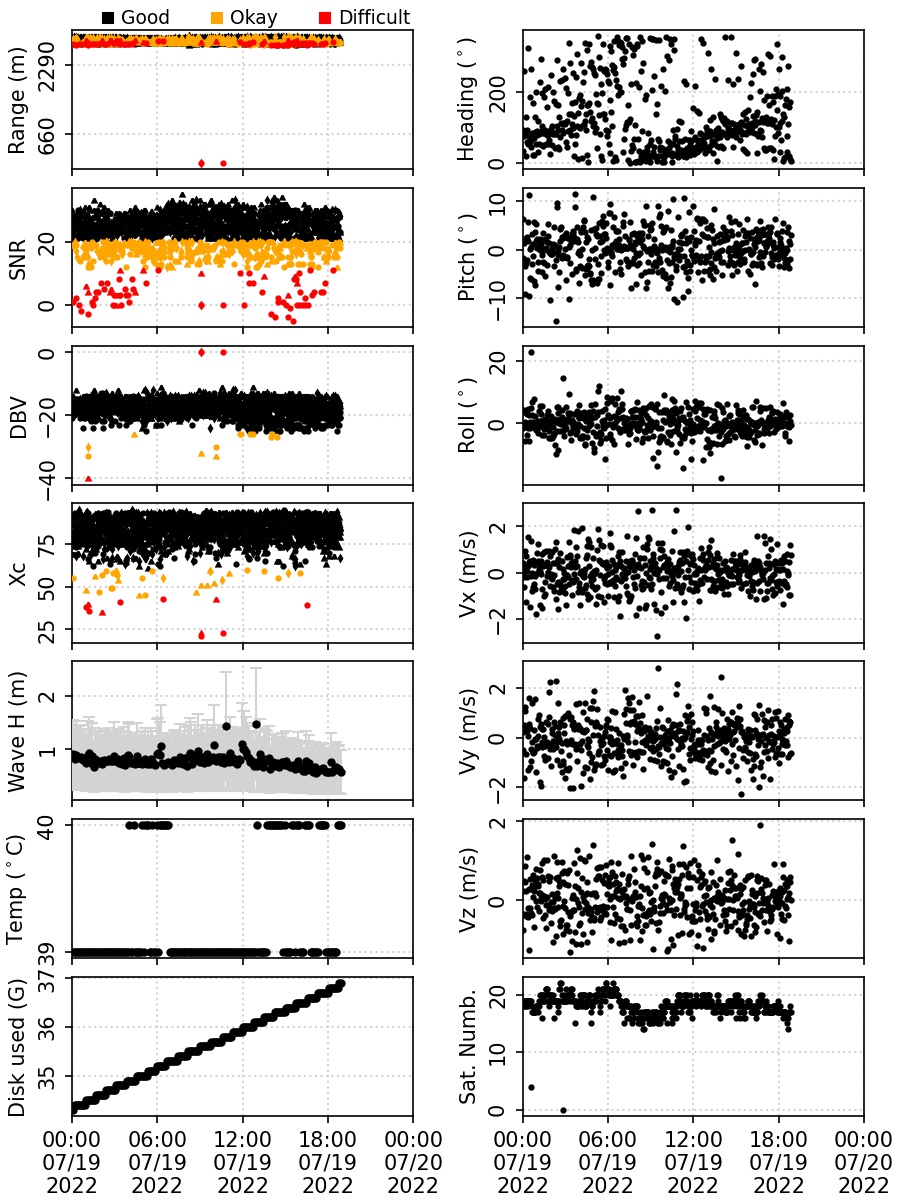 Good Okay Difficult
Range (m)
2290
660
Heading (°)
200
0
SNR
20
0
Pitch (°)
10
0
−10
DBV
0
−20
−40
Roll (°)
20
0
Xc
75
50
25
Vx (m/s)
2
0
−2
Wave H (m)
2
1
Vy (m/s)
2
0
−2
Temp (°C)
40
39
Vz (m/s)
2
0
Disk used (G)
37
36
35
Sat. Numb.
20
10
0
00:00 06:00 12:00 18:00 00:00
07/19 07/19 07/19 07/19 07/20
2022 2022 2022 2022 2022
00:00 06:00 12:00 18:00 00:00
07/19 07/19 07/19 07/19 07/20
2022 2022 2022 2022 2022